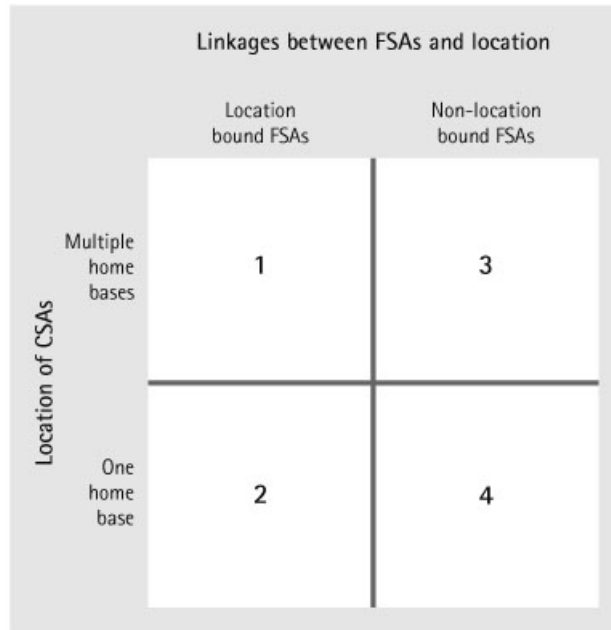 Linkages between FSAs and location
Location
bound FSAs
Non-location
bound FSAs
Location of CSAs
Multiple
home
bases
1
3
One
home
base
2
4